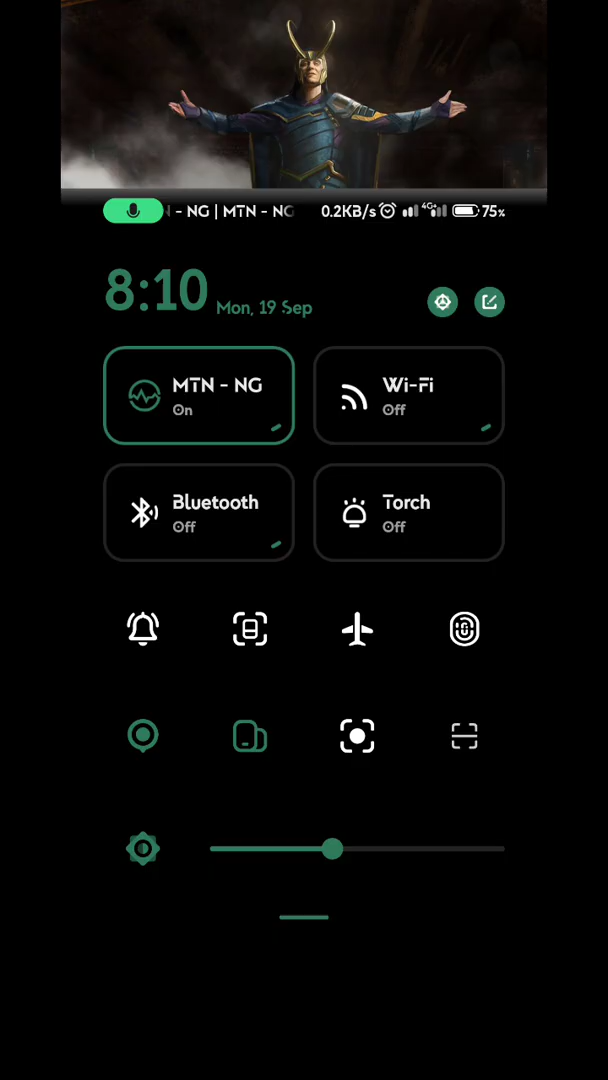 - NG | MTN - NG 0.2KB/s 4G+ 75%
8:10 Mon, 19 Sep
MTN - NG Wi-Fi
On Off
Bluetooth Torch
Off Off